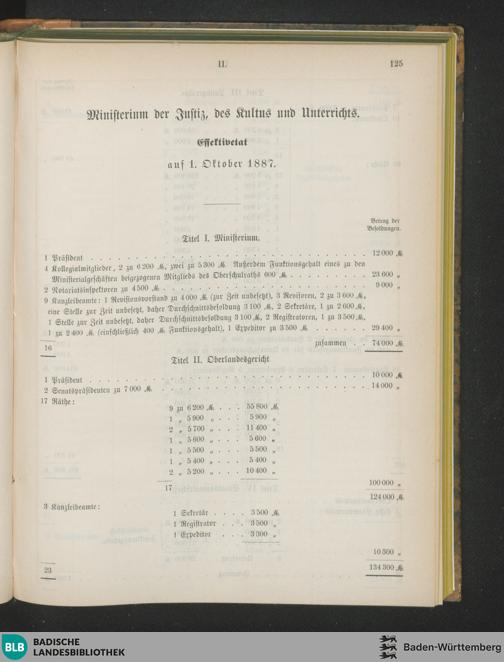 II.
125
Ministerium der Justiz, des Kultus und Unterrichts.
Effektivetat
auf 1. Oktober 1887.
Betrag der
Besoldungen.
Titel I. Ministerium.
1 Präsident . . . 12 000 ℳ
4 Kollegialmitglieder, 2 zu 6 200 ℳ, zwei zu 5 300 ℳ. Außerdem Funktionsgehalt eines zu den
Ministerialgeschäften beigezogenen Mitglieds des Oberschulraths 600 ℳ . . . 23 600 „
2 Notariatsinspektoren zu 4 500 ℳ . . . 9 000 „
9 Kanzleibeamte: 1 Revisionsvorstand zu 4 000 ℳ (zur Zeit unbesetzt), 3 Revisoren, 2 zu 3 600 ℳ,
eine Stelle zur Zeit unbesetzt, daher Durchschnittsbesoldung 3 100 ℳ, 2 Sekretäre, 1 zu 2 600 ℳ,
1 Stelle zur Zeit unbesetzt, daher Durchschnittsbesoldung 3 100 ℳ, 2 Registratoren, 1 zu 3 500 ℳ,
1 zu 2 400 ℳ (einschließlich 400 ℳ Funktionsgehalt), 1 Expeditor zu 3 300 ℳ . . . 29 400 „
16 zusammen . . 74 000 ℳ
Titel II. Oberlandesgericht
1 Präsident . . . 10 000 ℳ
2 Senatspräsidenten zu 7 000 ℳ . . . 14 000 „
17 Räthe:
9 zu 6 200 ℳ . . . 55 800 ℳ
1 „ 5 900 „ . . . 5 900 „
2 „ 5 700 „ . . . 11 400 „
1 „ 5 600 „ . . . 5 600 „
1 „ 5 500 „ . . . 5 500 „
1 „ 5 400 „ . . . 5 400 „
2 „ 5 200 „ . . . 10 400 „
17 100 000 „
124 000 ℳ
3 Kanzleibeamte:
1 Sekretär . . . 3 500 ℳ
1 Registrator . . . 3 500 „
1 Expeditor . . . 3 300 „
10 300 „
23 134 300 ℳ
BLB
BADISCHE
LANDESBIBLIOTHEK
Baden-Württemberg